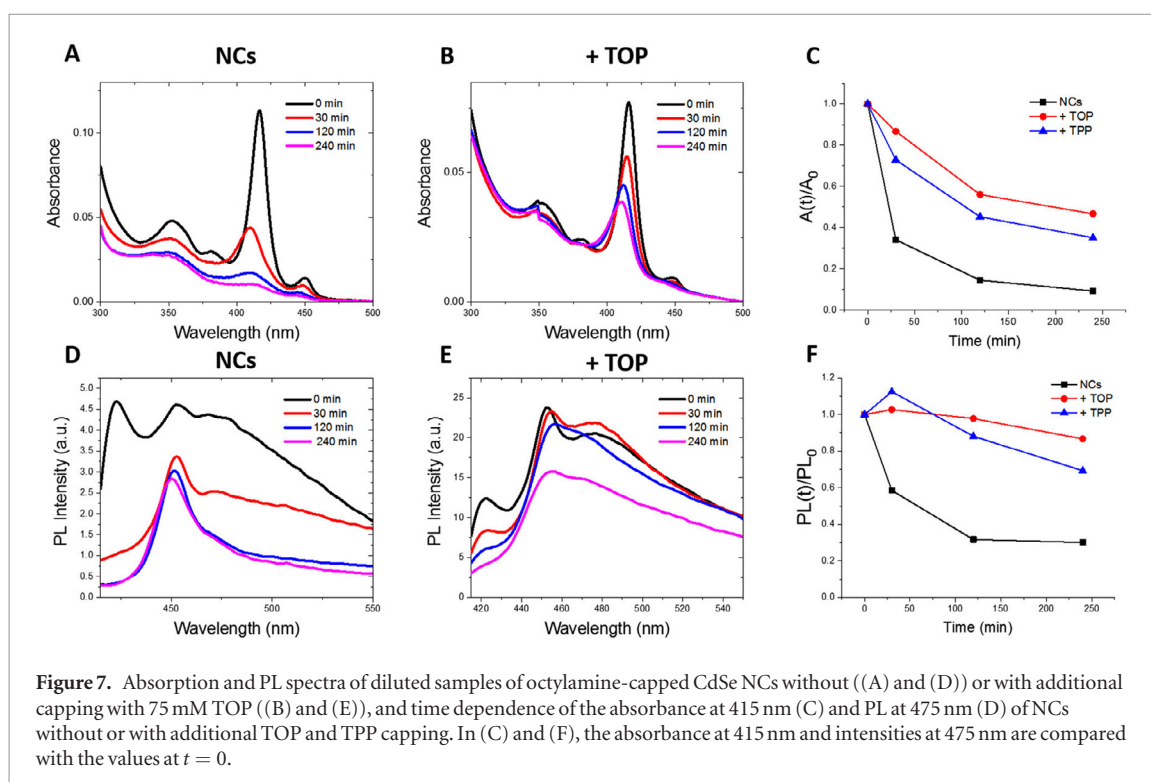 A
NCs
0 min
30 min
120 min
240 min
0.10
0.05
0.00
Absorbance
300 350 400 450 500
Wavelength (nm)
B
+ TOP
0 min
30 min
120 min
240 min
0.05
0.00
Absorbance
300 350 400 450 500
Wavelength (nm)
C
NCs
+ TOP
+ TPP
1.0
0.8
0.6
0.4
0.2
0.0
A(t)/A0
0 50 100 150 200 250
Time (min)
D
NCs
0 min
30 min
120 min
240 min
5.0
4.5
4.0
3.5
3.0
2.5
2.0
1.5
1.0
0.5
0.0
PL Intensity (a.u.)
450 500 550
Wavelength (nm)
E
+ TOP
0 min
30 min
120 min
240 min
25
20
15
10
5
0
PL Intensity (a.u.)
420 440 460 480 500 520 540
Wavelength (nm)
F
NCs
+ TOP
+ TPP
1.2
1.0
0.8
0.6
0.4
0.2
0.0
PL(t)/PL0
0 50 100 150 200 250
Time (min)
Figure 7. Absorption and PL spectra of diluted samples of octylamine-capped CdSe NCs without ((A) and (D)) or with additional
capping with 75 mM TOP ((B) and (E)), and time dependence of the absorbance at 415 nm (C) and PL at 475 nm (D) of NCs
without or with additional TOP and TPP capping. In (C) and (F), the absorbance at 415 nm and intensities at 475 nm are compared
with the values at t = 0.